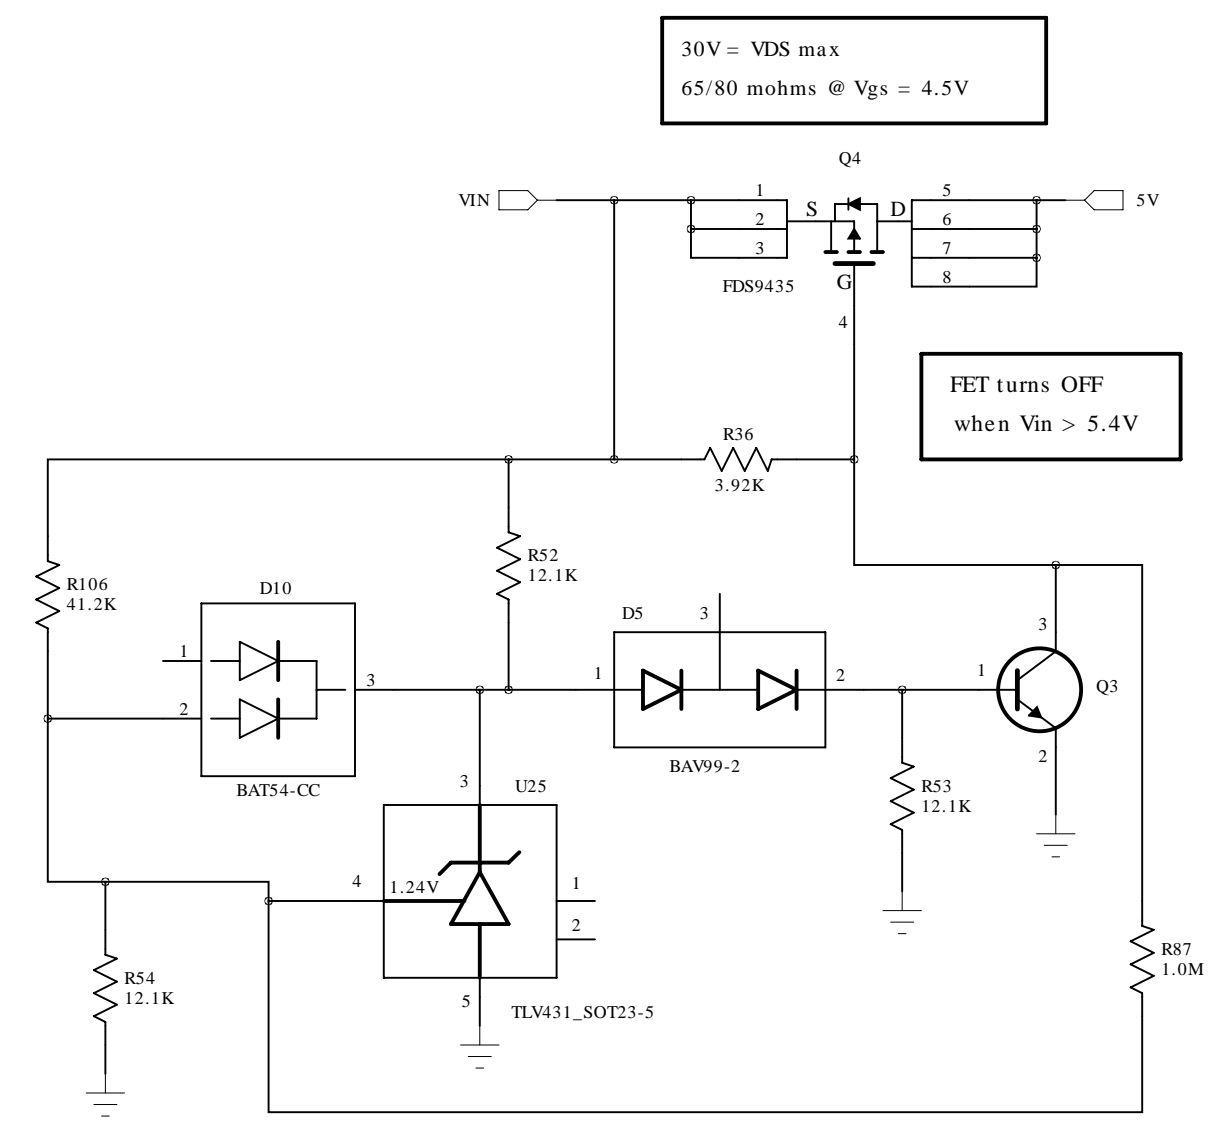 30V = VDS max
65/80 mohms @ Vgs = 4.5V
Q4
VIN
1
2
3
S
D
G
4
5
6
7
8
5V
FDS9435
FET turns OFF
when Vin > 5.4V
R36
3.92K
R52
12.1K
R106
41.2K
D10
1
2
3
BAT54-CC
D5
3
1
2
BAV99-2
3
1
2
Q3
R53
12.1K
U25
3
4
1.24V
1
2
5
TLV431_SOT23-5
R54
12.1K
R87
1.0M